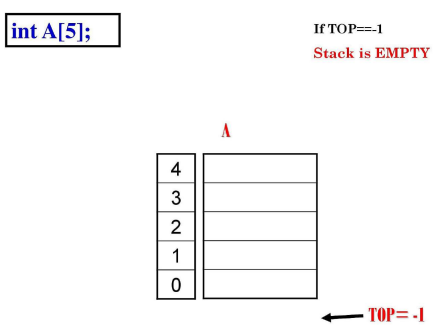 int A[5];
If TOP==-1
Stack is EMPTY
A
4
3
2
1
0
TOP= -1